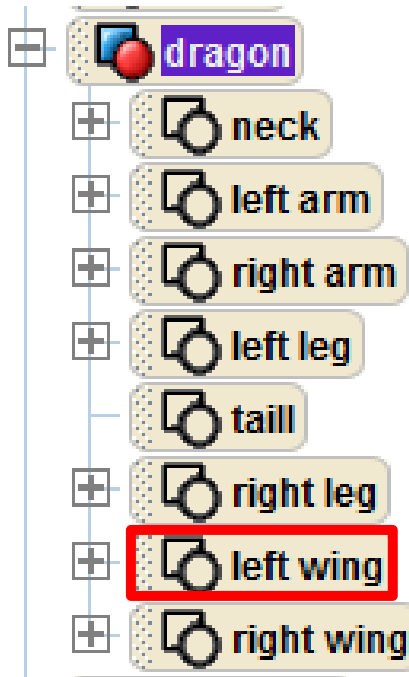 dragon
neck
left arm
right arm
left leg
taill
right leg
left wing
right wing